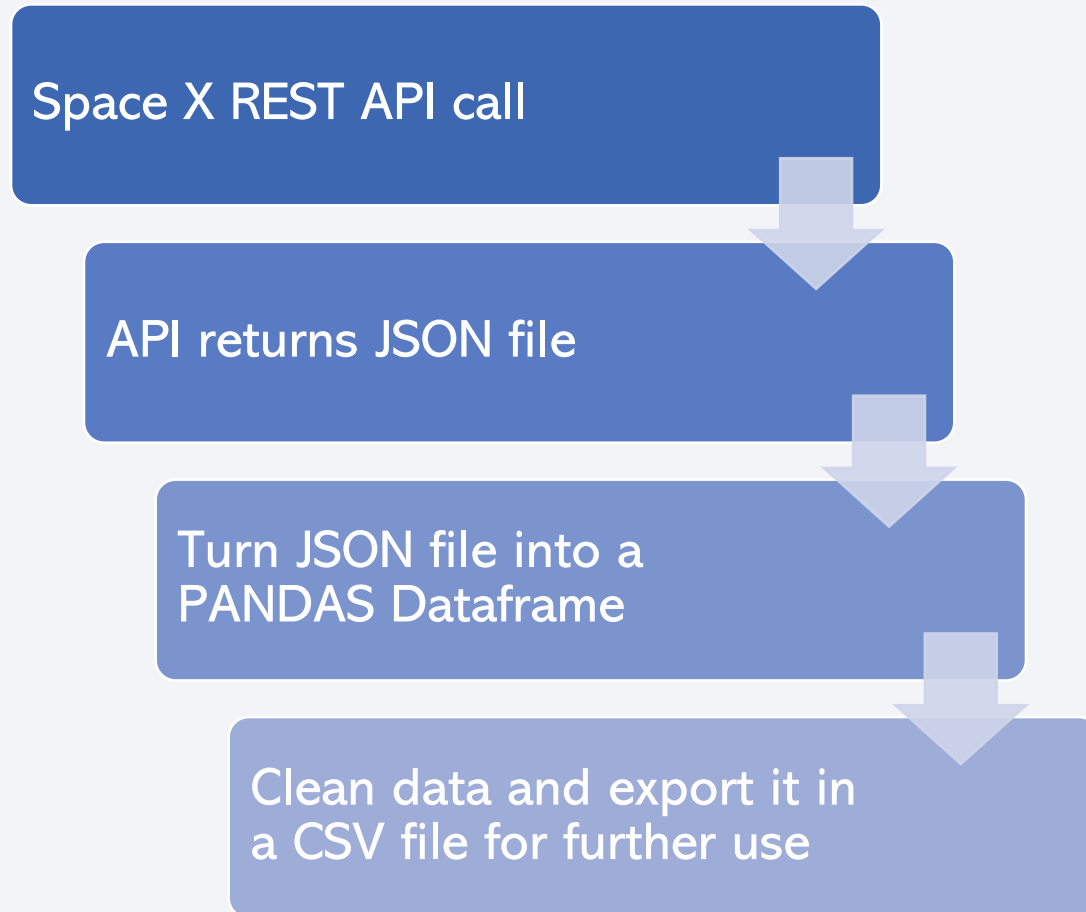 Space X REST API call
API returns JSON file
Turn JSON file into a
PANDAS Dataframe
Clean data and export it in
a CSV file for further use